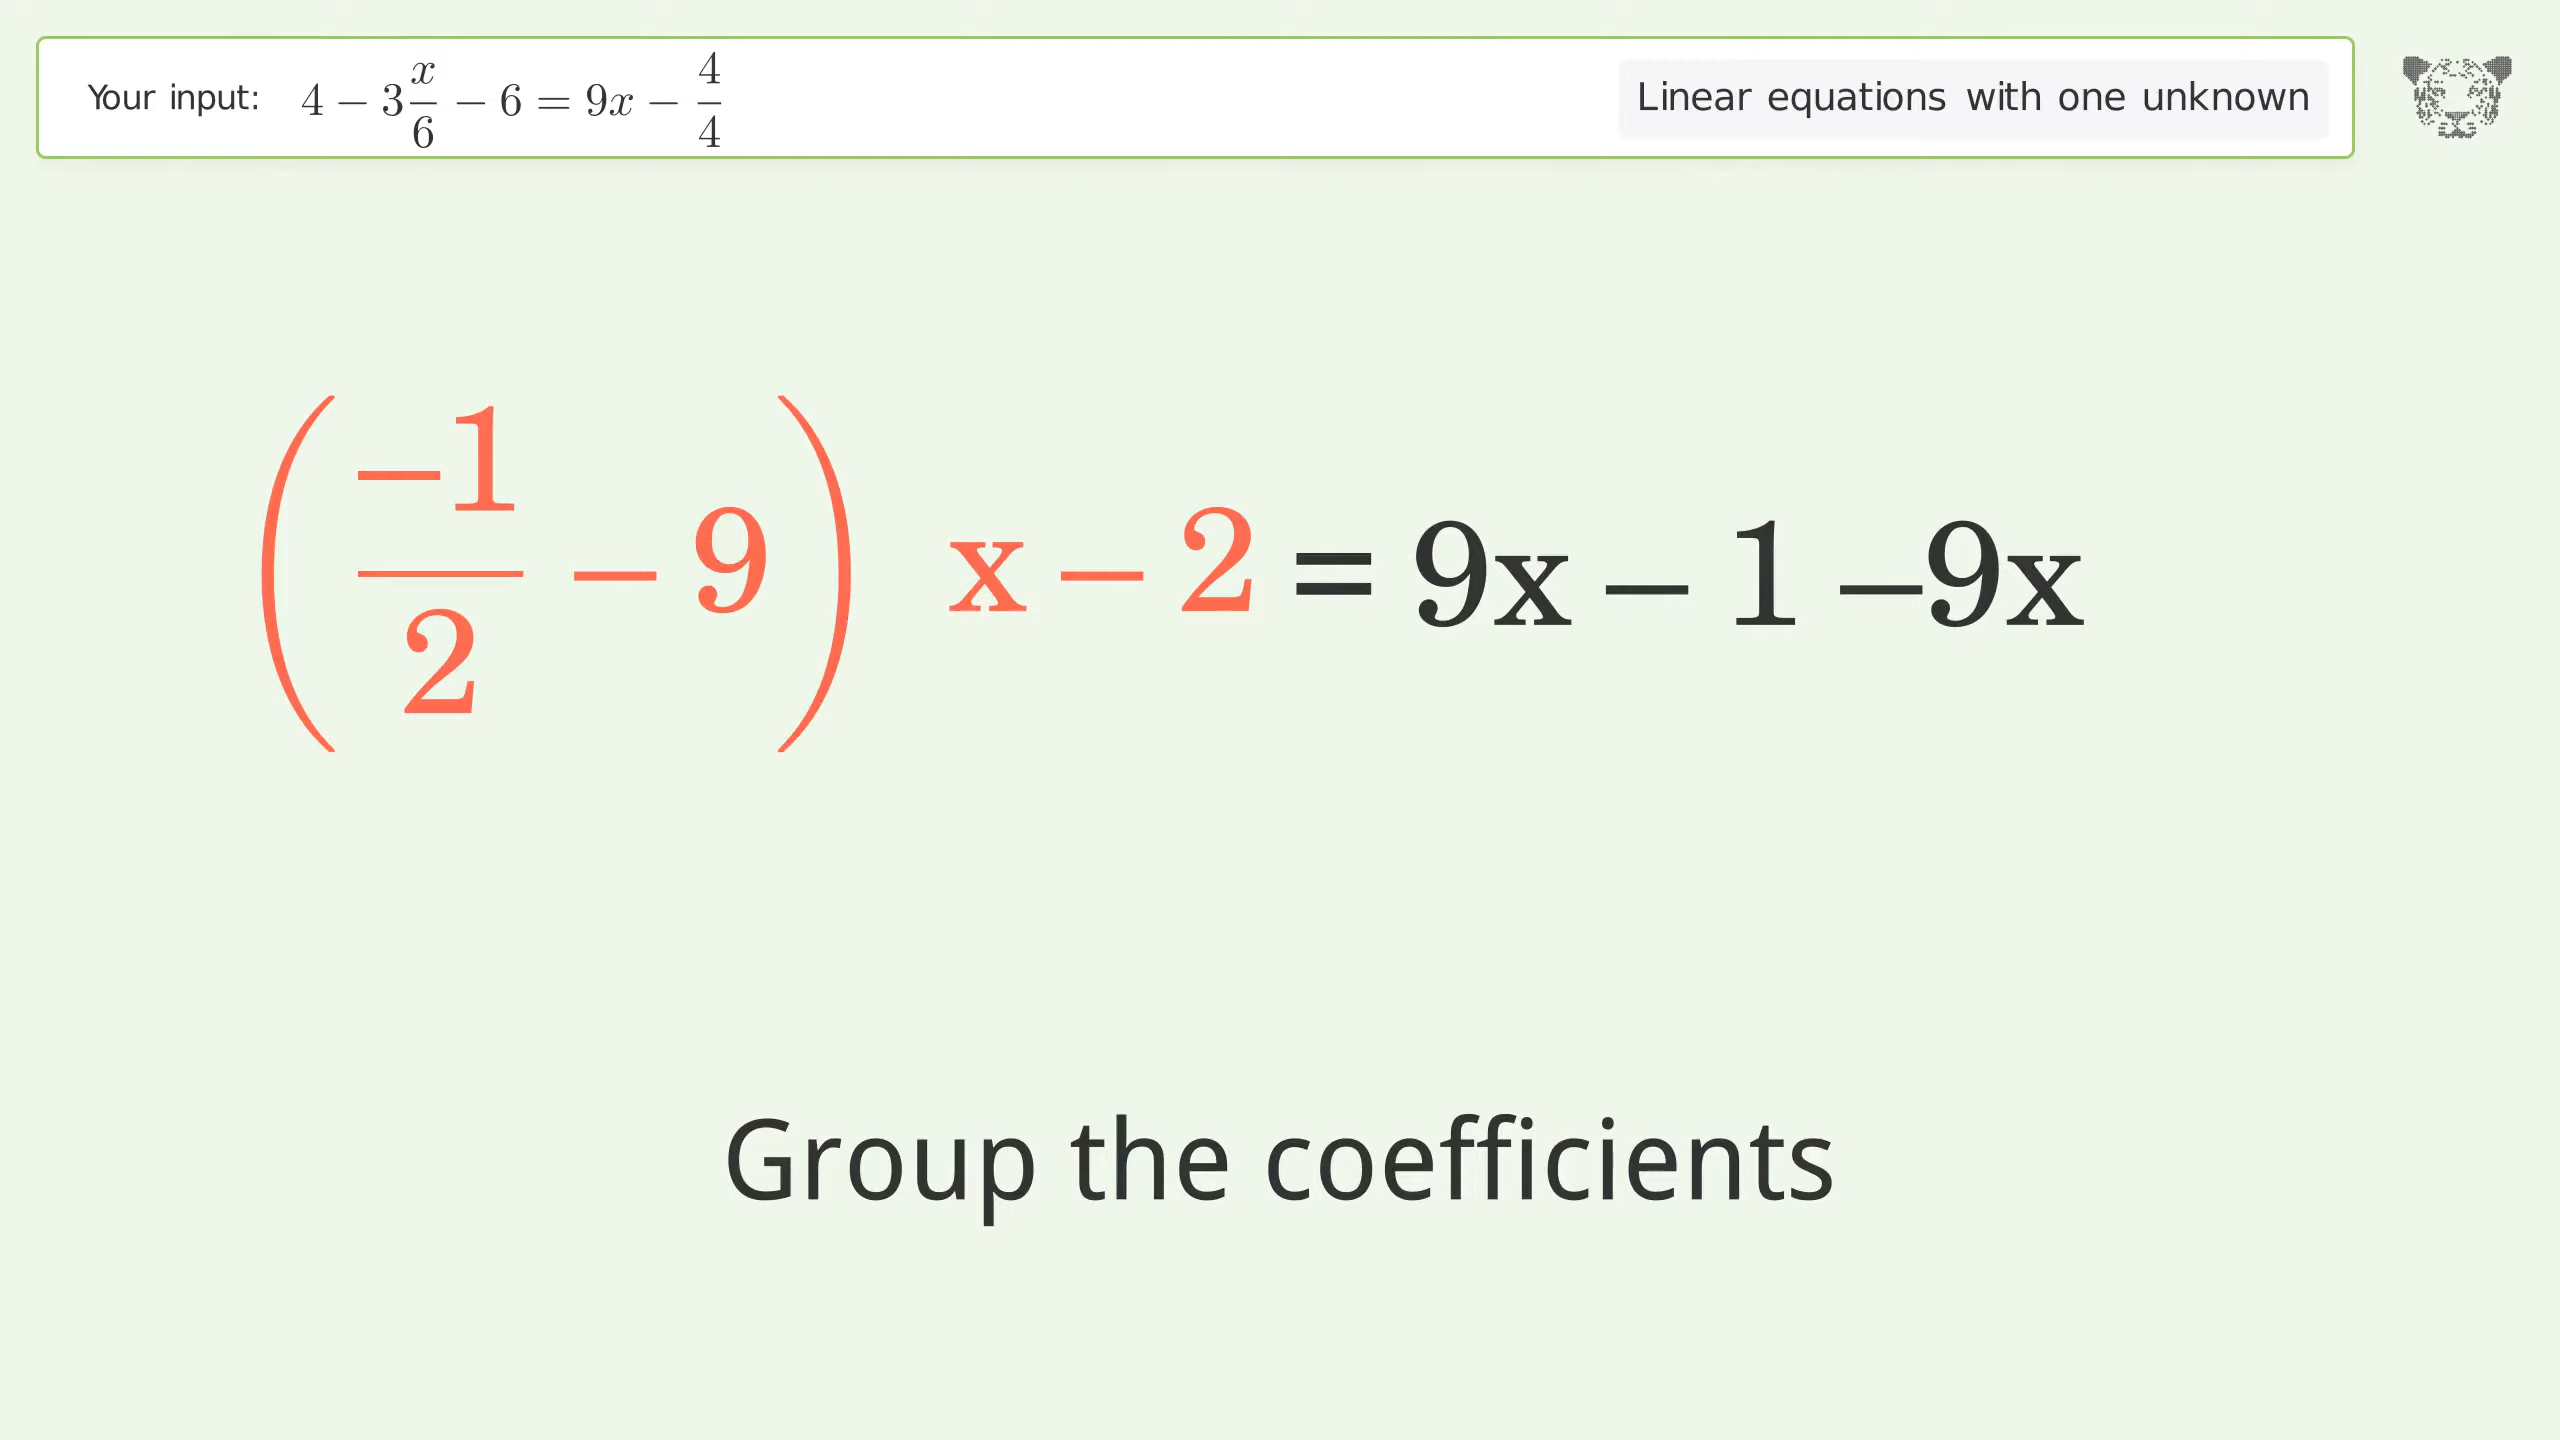 Your input: 4 − 3 x/6 − 6 = 9x − 4/4
Linear equations with one unknown
(−1/2 − 9) x − 2 = 9x − 1 −9x
Group the coefficients